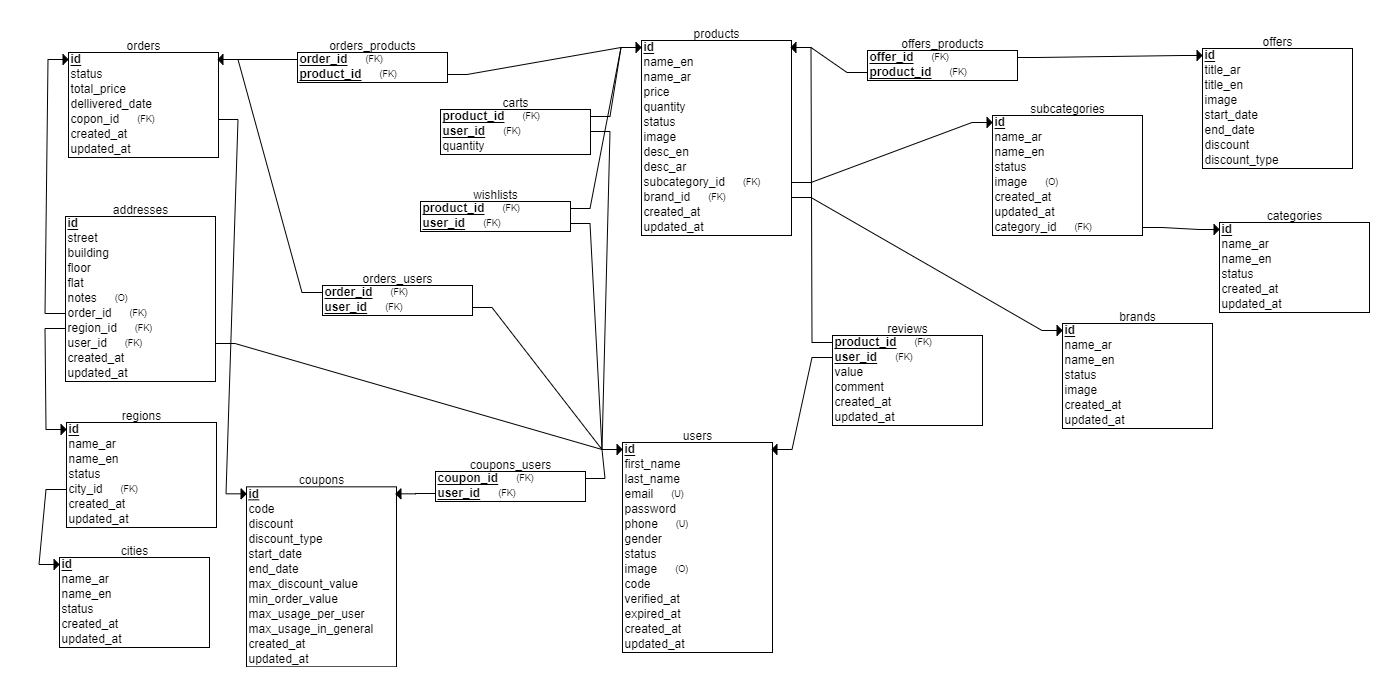 orders
id
status
total_price
dellivered_date
copon_id (FK)
created_at
updated_at
orders_products
order_id (FK)
product_id (FK)
carts
product_id (FK)
user_id (FK)
quantity
wishlists
product_id (FK)
user_id (FK)
products
id
name_en
name_ar
price
quantity
status
image
desc_en
desc_ar
subcategory_id (FK)
brand_id (FK)
created_at
updated_at
offers_products
offer_id (FK)
product_id (FK)
offers
id
title_ar
title_en
image
start_date
end_date
discount
discount_type
subcategories
id
name_ar
name_en
status
image (O)
created_at
updated_at
category_id (FK)
categories
id
name_ar
name_en
status
created_at
updated_at
addresses
id
street
building
floor
flat
notes (O)
order_id (FK)
region_id (FK)
user_id (FK)
created_at
updated_at
orders_users
order_id (FK)
user_id (FK)
brands
id
name_ar
name_en
status
image
created_at
updated_at
reviews
product_id (FK)
user_id (FK)
value
comment
created_at
updated_at
regions
id
name_ar
name_en
status
city_id (FK)
created_at
updated_at
cities
id
name_ar
name_en
status
created_at
updated_at
coupons
id
code
discount
discount_type
start_date
end_date
max_discount_value
min_order_value
max_usage_per_user
max_usage_in_general
created_at
updated_at
coupons_users
coupon_id (FK)
user_id (FK)
users
id
first_name
last_name
email (U)
password
phone (U)
gender
status
image (O)
code
verified_at
expired_at
created_at
updated_at